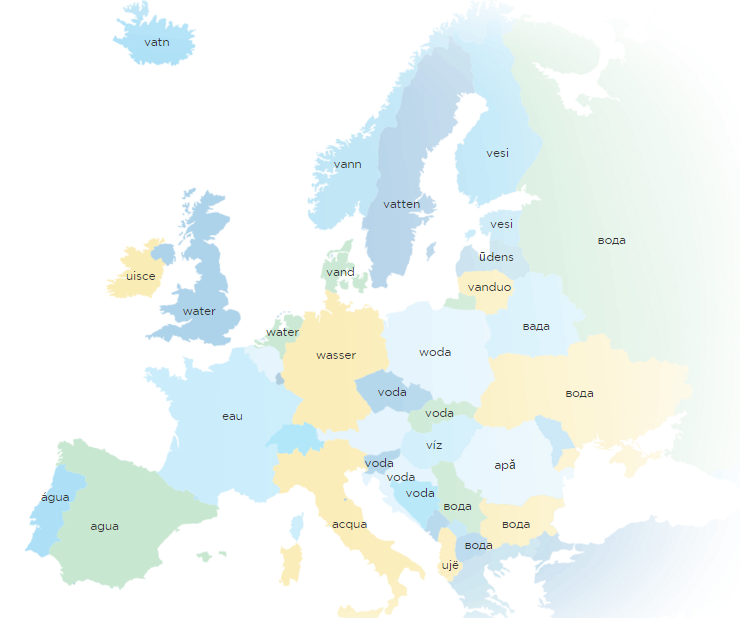 vatn
vesi
vann
vatten
vesi
вода
ūdens
uisce
vand
vanduo
water
water
вада
wasser
woda
voda
вода
eau
voda
víz
voda
apă
voda
voda
água
вода
agua
acqua
вода
вода
ujë